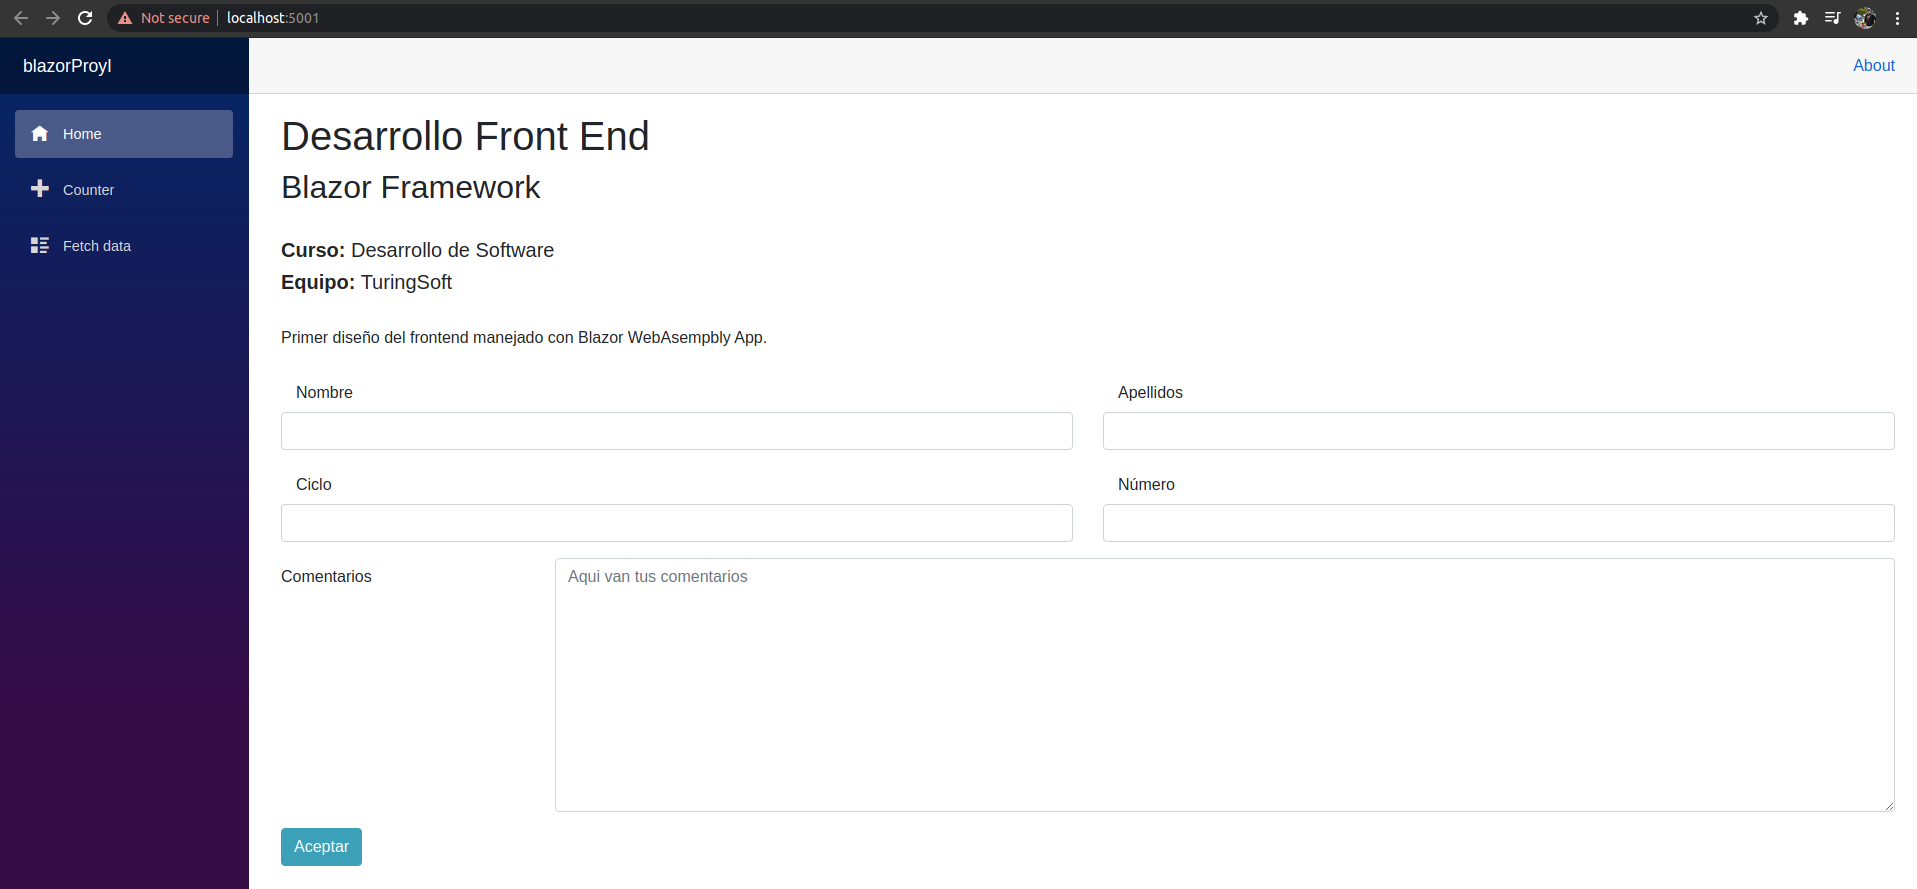 Not secure localhost:5001
blazorProyI
About
Home
Counter
Fetch data
Desarrollo Front End
Blazor Framework
Curso: Desarrollo de Software
Equipo: TuringSoft
Primer diseño del frontend manejado con Blazor WebAsempbly App.
Nombre Apellidos
Ciclo Número
Comentarios Aqui van tus comentarios
Aceptar